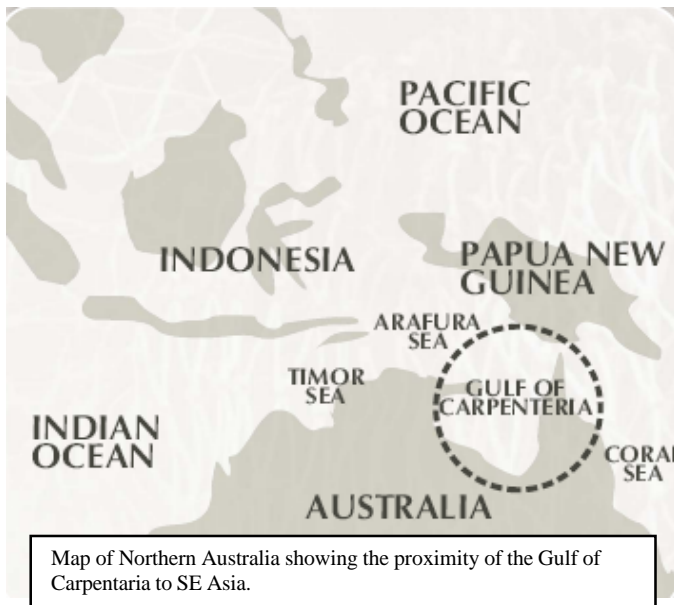 PACIFIC
OCEAN
INDONESIA
PAPUA NEW
GUINEA
ARAFURA
SEA
TIMOR
SEA
GULF OF
CARPENTERIA
INDIAN
OCEAN
CORAL
SEA
AUSTRALIA
Map of Northern Australia showing the proximity of the Gulf of
Carpentaria to SE Asia.